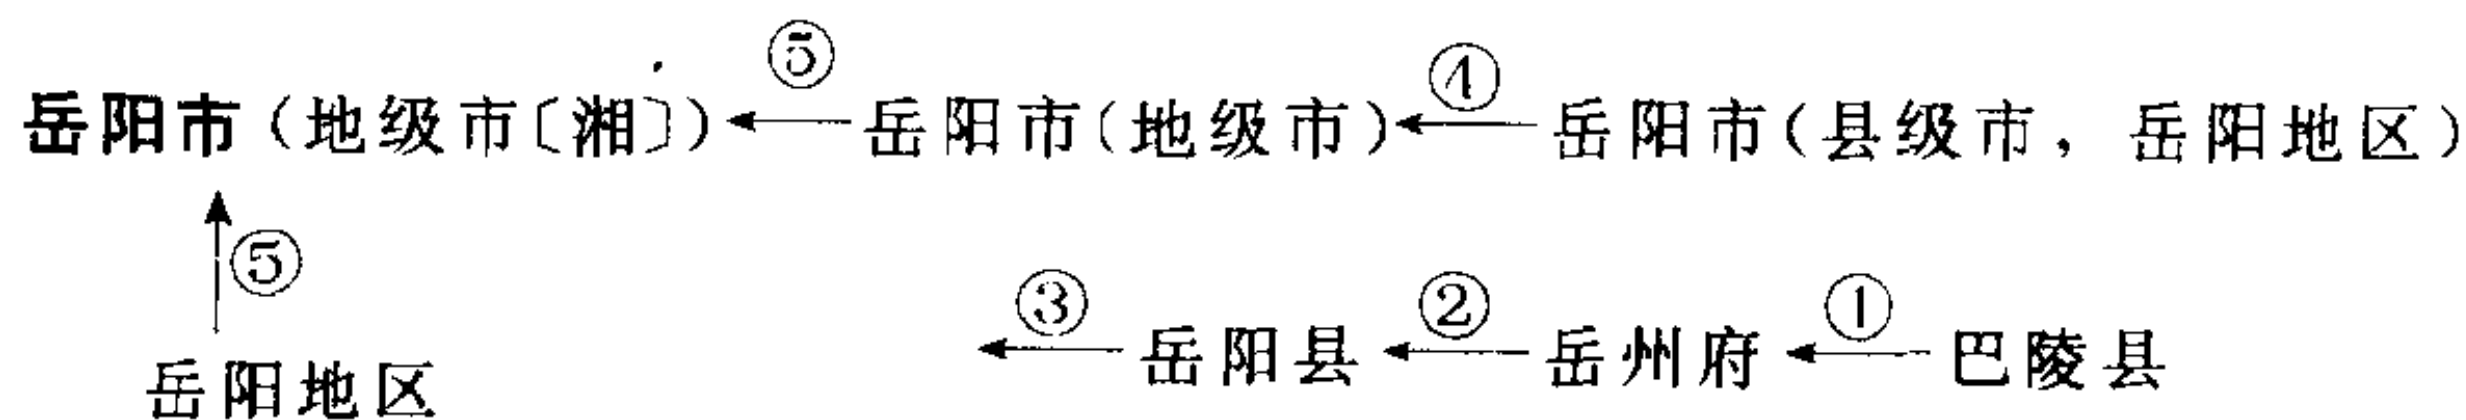 岳阳市(地级市〔湘〕)←⑤—岳阳市(地级市)←④—岳阳市(县级市，岳阳地区)
⑤
←③—岳阳县←②—岳州府←①—巴陵县
岳阳地区